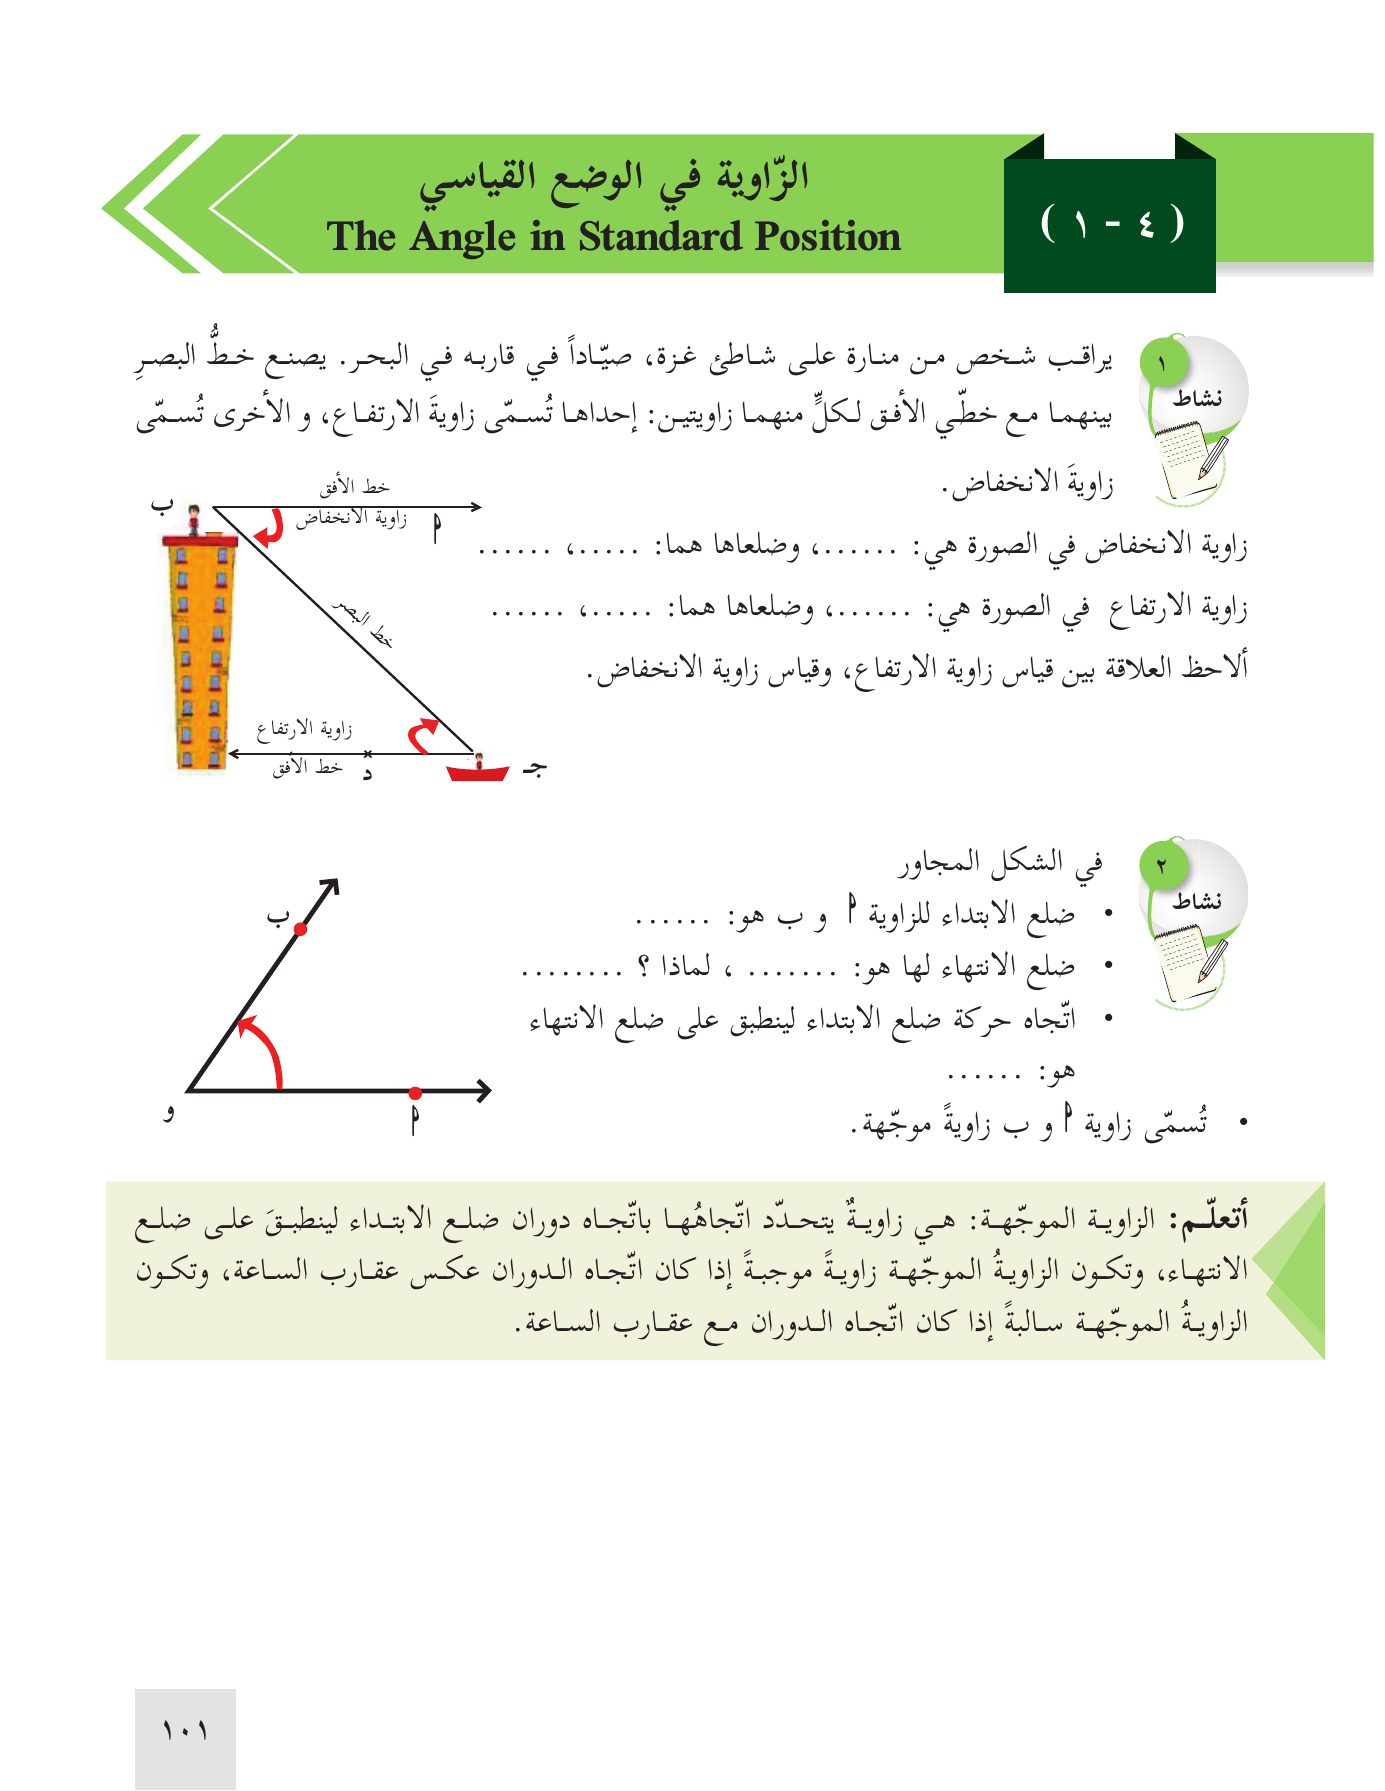 الزّاوية في الوضع القياسي
The Angle in Standard Position
( ٤ - ١ )
١
نشاط
يراقب شخص من منارة على شاطئ غزة، صيّاداً في قاربه في البحر. يصنع خطُّ البصرِ
بينهما مع خطّي الأفق لكلٍّ منهما زاويتين: إحداها تُسمّى زاويةَ الارتفاع، و الأخرى تُسمّى
زاويةَ الانخفاض.
زاوية الانخفاض في الصورة هي: ......، وضلعاها هما: .....، ......
زاوية الارتفاع في الصورة هي: ......، وضلعاها هما: .....، ......
ألاحظ العلاقة بين قياس زاوية الارتفاع، وقياس زاوية الانخفاض.
ب
خط الأفق
زاوية الانخفاض
أ
خط البصر
زاوية الارتفاع
خط الأفق
د
جـ
٢
نشاط
في الشكل المجاور
• ضلع الابتداء للزاوية أ و ب هو: ......
• ضلع الانتهاء لها هو: ....... ، لماذا ؟ ........
• اتّجاه حركة ضلع الابتداء لينطبق على ضلع الانتهاء
هو: ......
• تُسمّى زاوية أ و ب زاويةً موجّهة.
ب
و
أ
أتعلّم: الزاوية الموجّهة: هي زاويةٌ يتحدّد اتّجاهُها باتّجاه دوران ضلع الابتداء لينطبقَ على ضلع
الانتهاء، وتكون الزاويةُ الموجّهة زاويةً موجبةً إذا كان اتّجاه الدوران عكس عقارب الساعة، وتكون
الزاويةُ الموجّهة سالبةً إذا كان اتّجاه الدوران مع عقارب الساعة.
١٠١